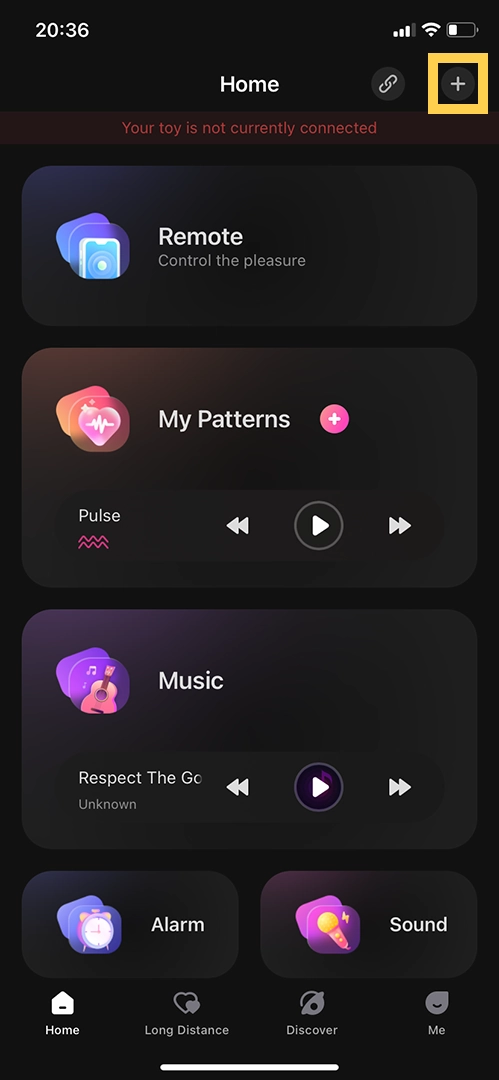 20:36
Home
Your toy is not currently connected
Remote
Control the pleasure
My Patterns
Pulse
Music
Respect The Go
Unknown
Alarm
Sound
Home
Long Distance
Discover
Me